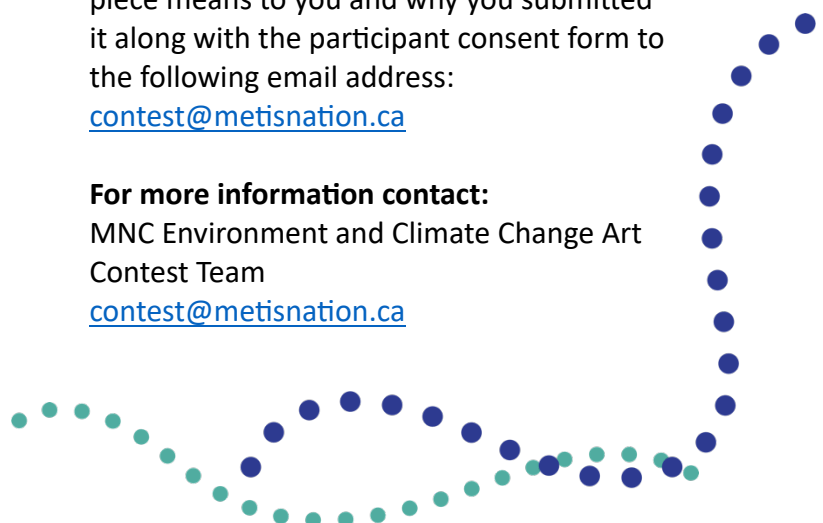 piece means to you and why you submitted
it along with the participant consent form to
the following email address:
contest@metisnation.ca
For more information contact:
MNC Environment and Climate Change Art
Contest Team
contest@metisnation.ca